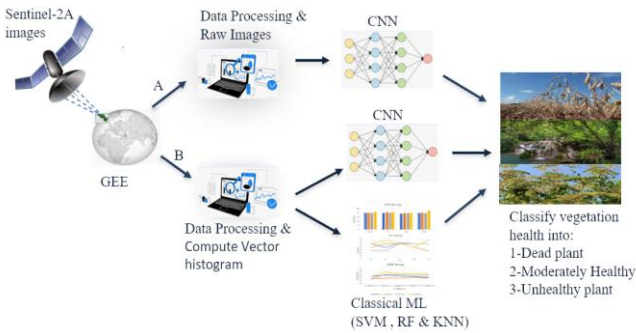 Sentinel-2A
images
Data Processing &
Raw Images
CNN
A
B
GEE
CNN
Data Processing &
Compute Vector
histogram
Classical ML
(SVM , RF & KNN)
Classify vegetation
health into:
1-Dead plant
2-Moderately Healthy
3-Unhealthy plant